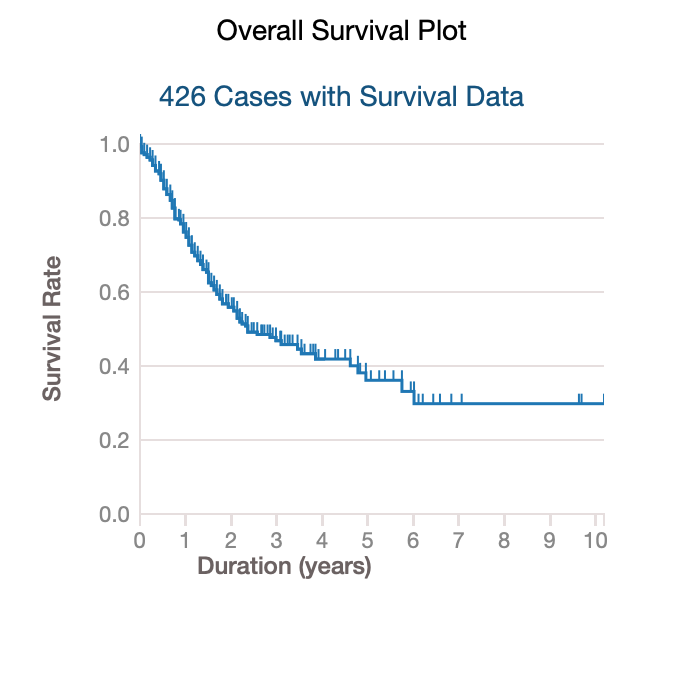 Overall Survival Plot
426 Cases with Survival Data
Survival Rate
1.0
0.8
0.6
0.4
0.2
0.0
0 1 2 3 4 5 6 7 8 9 10
Duration (years)